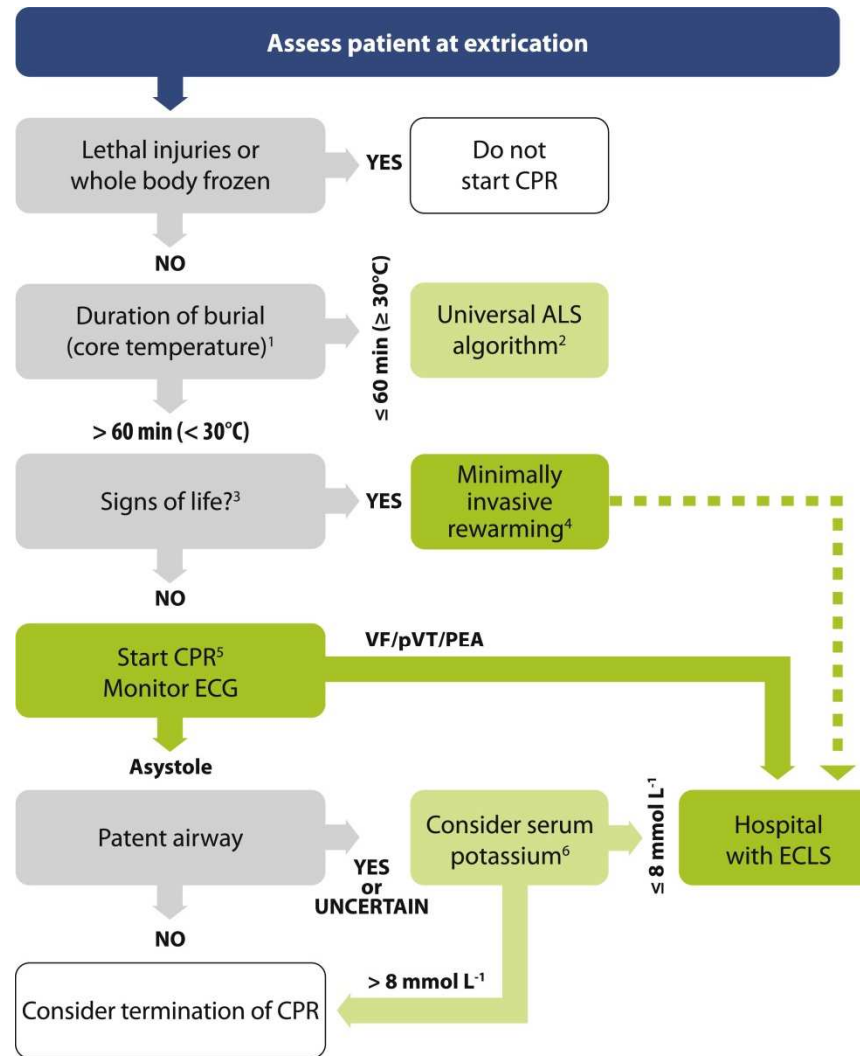 Assess patient at extrication
Lethal injuries or
whole body frozen
YES
Do not
start CPR
NO
Duration of burial
(core temperature)¹
≤ 60 min (≥ 30°C)
Universal ALS
algorithm²
> 60 min (< 30°C)
Signs of life?³
YES
Minimally
invasive
rewarming⁴
NO
Start CPR⁵
Monitor ECG
VF/pVT/PEA
Asystole
Patent airway
YES
or
UNCERTAIN
Consider serum
potassium⁶
≤ 8 mmol L⁻¹
Hospital
with ECLS
NO
> 8 mmol L⁻¹
Consider termination of CPR